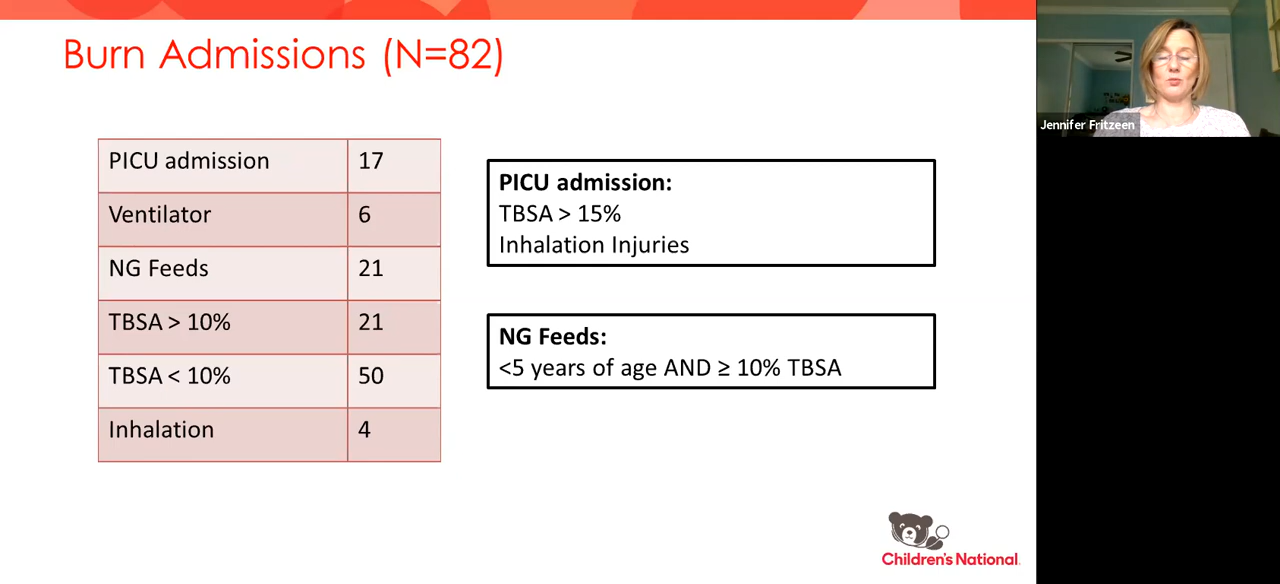 Burn Admissions (N=82)
PICU admission 17
Ventilator 6
NG Feeds 21
TBSA > 10% 21
TBSA < 10% 50
Inhalation 4
PICU admission:
TBSA > 15%
Inhalation Injuries
NG Feeds:
<5 years of age AND ≥ 10% TBSA
Children's National
Jennifer Fritzeen